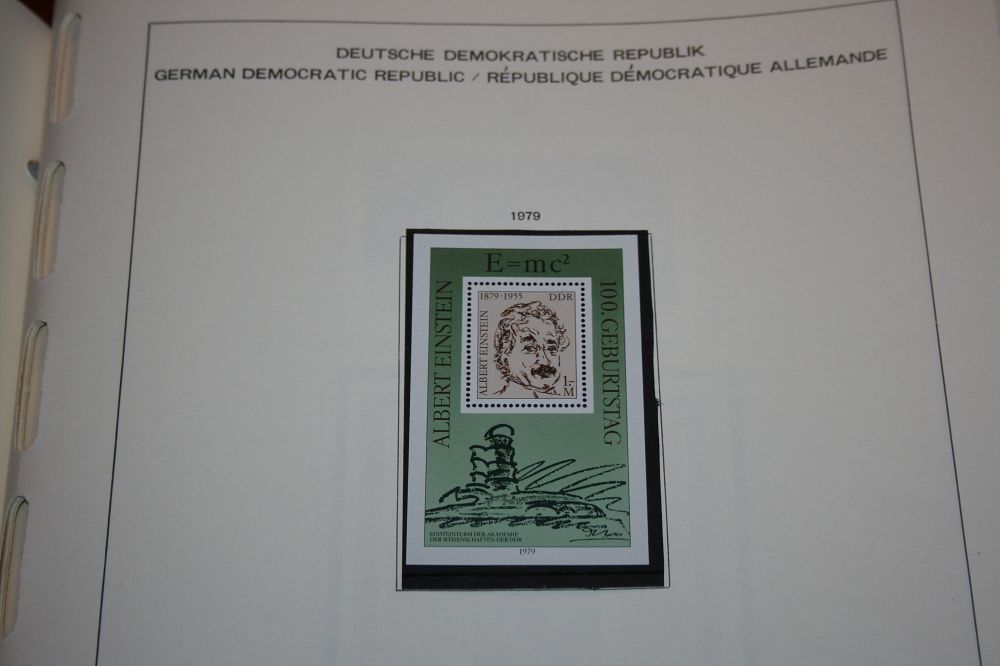 DEUTSCHE DEMOKRATISCHE REPUBLIK
GERMAN DEMOCRATIC REPUBLIC / RÉPUBLIQUE DÉMOCRATIQUE ALLEMANDE
1979
E=mc²
ALBERT EINSTEIN
1879·1955 DDR
ALBERT EINSTEIN
1,-
M
100. GEBURTSTAG
EINSTEINTURM DER AKADEMIE
DER WISSENSCHAFTEN DER DDR
1979